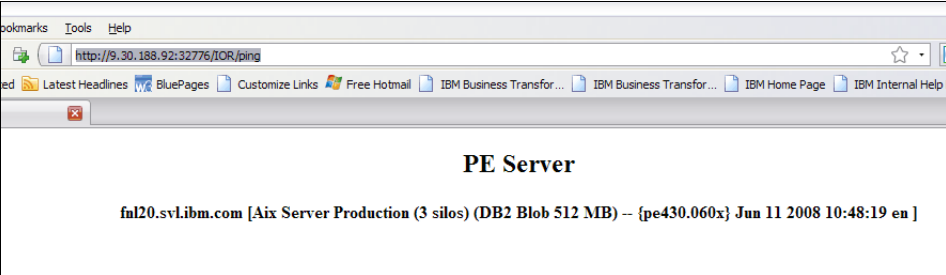 ookmarks Tools Help
http://9.30.188.92:32776/IOR/ping
ed Latest Headlines BluePages Customize Links Free Hotmail IBM Business Transfor... IBM Business Transfor... IBM Home Page IBM Internal Help
PE Server
fnl20.svl.ibm.com [Aix Server Production (3 silos) (DB2 Blob 512 MB) -- {pe430.060x} Jun 11 2008 10:48:19 en ]